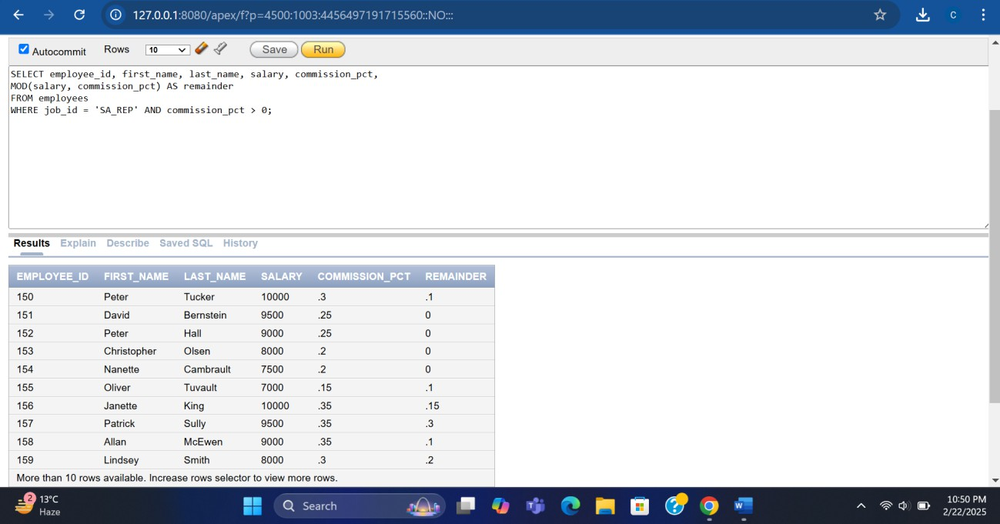 127.0.0.1:8080/apex/f?p=4500:1003:4456497191715560::NO:::
C
Autocommit Rows 10 Save Run
SELECT employee_id, first_name, last_name, salary, commission_pct,
MOD(salary, commission_pct) AS remainder
FROM employees
WHERE job_id = 'SA_REP' AND commission_pct > 0;
Results Explain Describe Saved SQL History
EMPLOYEE_ID FIRST_NAME LAST_NAME SALARY COMMISSION_PCT REMAINDER
150 Peter Tucker 10000 .3 .1
151 David Bernstein 9500 .25 0
152 Peter Hall 9000 .25 0
153 Christopher Olsen 8000 .2 0
154 Nanette Cambrault 7500 .2 0
155 Oliver Tuvault 7000 .15 .1
156 Janette King 10000 .35 .15
157 Patrick Sully 9500 .35 .3
158 Allan McEwen 9000 .35 .1
159 Lindsey Smith 8000 .3 .2
More than 10 rows available. Increase rows selector to view more rows.
2 13°C
Haze
Search
10:50 PM
2/22/2025